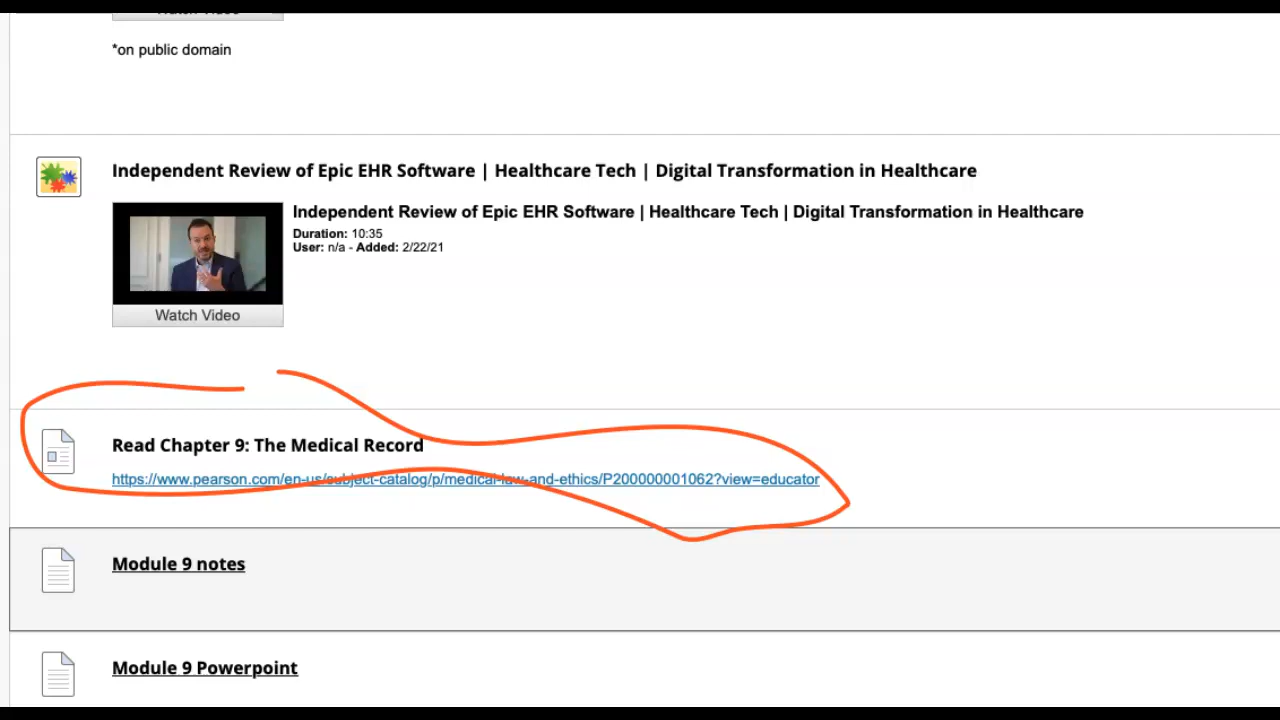 *on public domain
Independent Review of Epic EHR Software | Healthcare Tech | Digital Transformation in Healthcare
Independent Review of Epic EHR Software | Healthcare Tech | Digital Transformation in Healthcare
Duration: 10:35
User: n/a - Added: 2/22/21
Watch Video
Read Chapter 9: The Medical Record
https://www.pearson.com/en-us/subject-catalog/p/medical-law-and-ethics/P200000001062?view=educator
Module 9 notes
Module 9 Powerpoint